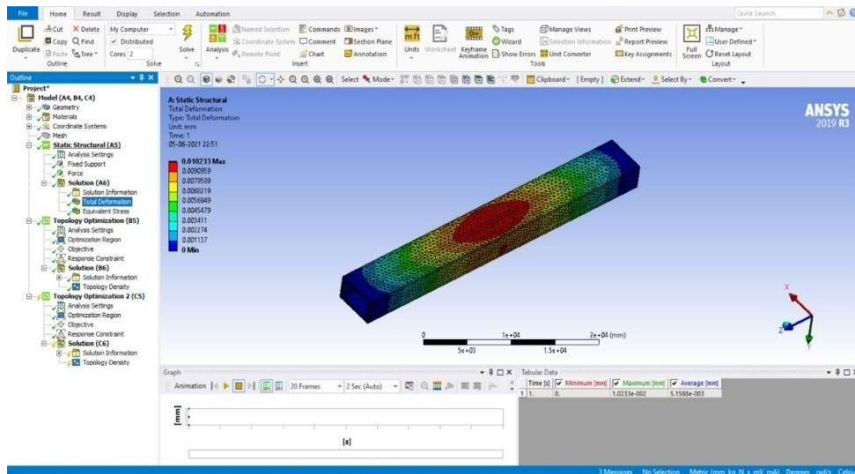 File Home Result Display Selection Automation
Quick Launch
Duplicate
Cut Delete
Copy Find
Paste Tree
Outline
My Computer
Distributed
Cores 2
Solve
Solve
Analysis
Named Selection
Coordinate System
Remote Point
Commands
Comment
Chart
Images
Section Plane
Annotation
Insert
Units
Worksheet
Keyframe Animation
Tags
Wizard
Show Errors
Manage Views
Selection Information
Unit Converter
Print Preview
Report Preview
Key Assignments
Tools
Full Screen
Manage
User Defined
Reset Layout
Layout
Select Mode Clipboard [Empty] Extend Select By Convert
Outline
Project*
Model (A4, B4, C4)
Geometry
Materials
Coordinate Systems
Mesh
Static Structural (A5)
Analysis Settings
Fixed Support
Force
Solution (A6)
Solution Information
Total Deformation
Equivalent Stress
Topology Optimization (B5)
Analysis Settings
Optimization Region
Objective
Response Constraint
Solution (B6)
Solution Information
Topology Density
Topology Optimization 2 (C5)
Analysis Settings
Optimization Region
Objective
Response Constraint
Solution (C6)
Solution Information
Topology Density
A: Static Structural
Total Deformation
Type: Total Deformation
Unit: mm
Time: 1
05-06-2021 22:51
0.010233 Max
0.0090959
0.0079589
0.0068219
0.0056849
0.0045479
0.003411
0.002274
0.001137
0 Min
ANSYS
2019 R3
X
Y
Z
0 1e+04 2e+04 (mm)
5e+03 1.5e+04
Graph
Animation 20 Frames 2 Sec (Auto)
[mm]
[s]
Tabular Data
Time [s] Minimum [mm] Maximum [mm] Average [mm]
1 1. 0. 1.0233e-002 5.1588e-003
3 Messages No Selection Metric (mm, kg, N, s, mV, mA) Degrees rad/s Celsius